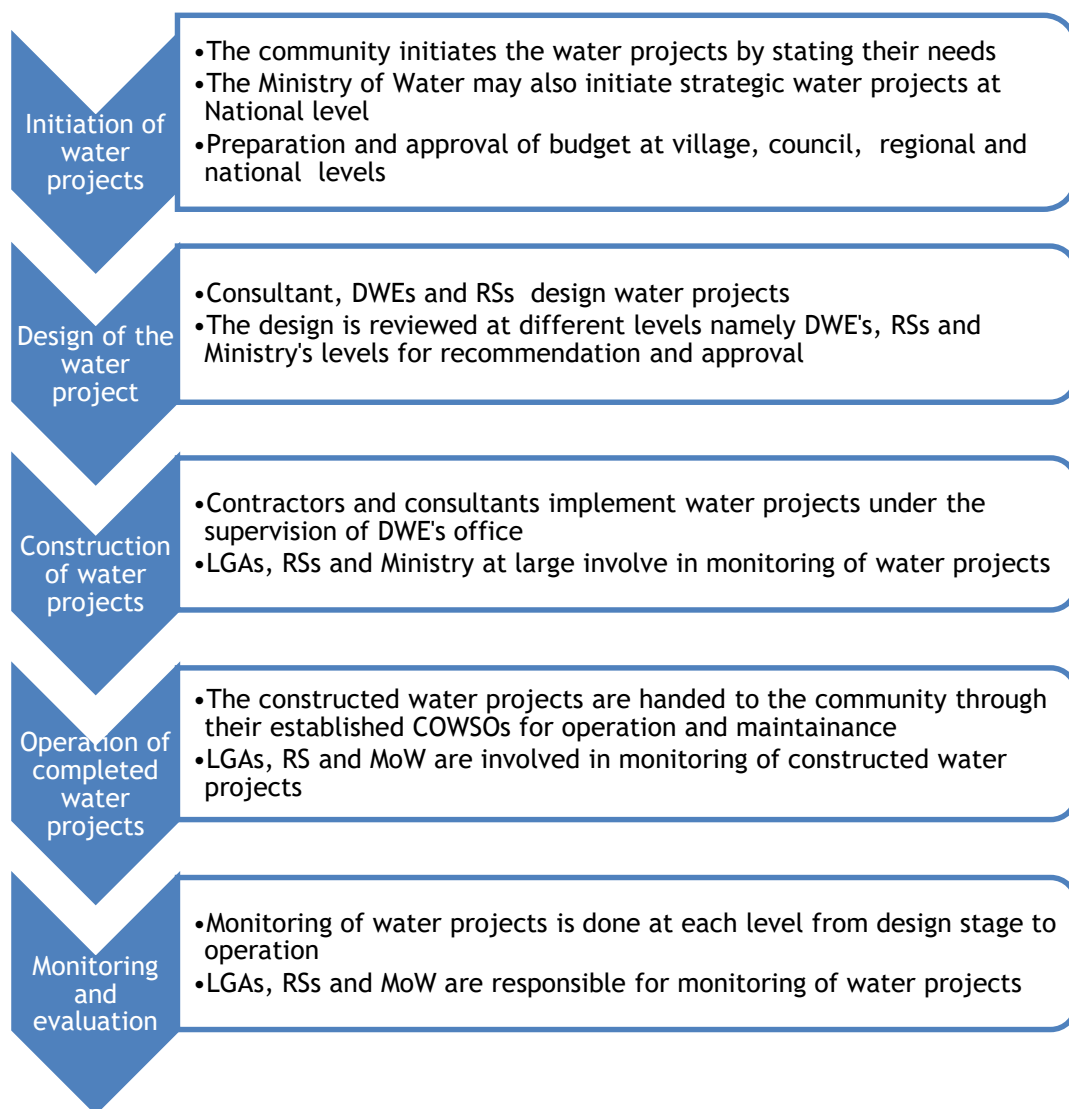 Initiation of
water
projects
•The community initiates the water projects by stating their needs
•The Ministry of Water may also initiate strategic water projects at
National level
•Preparation and approval of budget at village, council, regional and
national levels
Design of the
water
project
•Consultant, DWEs and RSs design water projects
•The design is reviewed at different levels namely DWE's, RSs and
Ministry's levels for recommendation and approval
Construction
of water
projects
•Contractors and consultants implement water projects under the
supervision of DWE's office
•LGAs, RSs and Ministry at large involve in monitoring of water projects
Operation of
completed
water
projects
•The constructed water projects are handed to the community through
their established COWSOs for operation and maintainance
•LGAs, RS and MoW are involved in monitoring of constructed water
projects
Monitoring
and
evaluation
•Monitoring of water projects is done at each level from design stage to
operation
•LGAs, RSs and MoW are responsible for monitoring of water projects